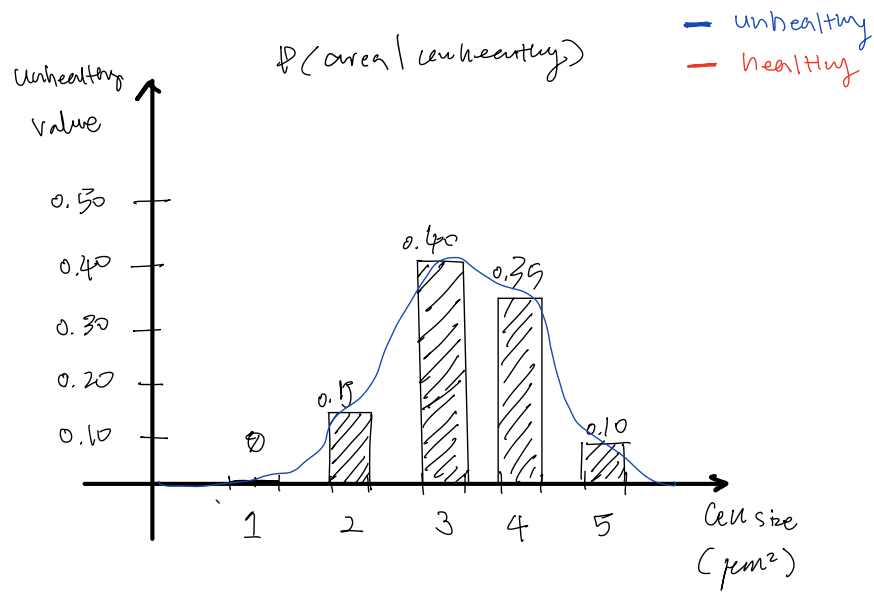 unhealthy
healthy
P(area | unhealthy)
unhealthy
value
0.50
0.40
0.30
0.20
0.10
0
0.15
0.40
0.35
0.10
1 2 3 4 5
Cell size
(μm²)